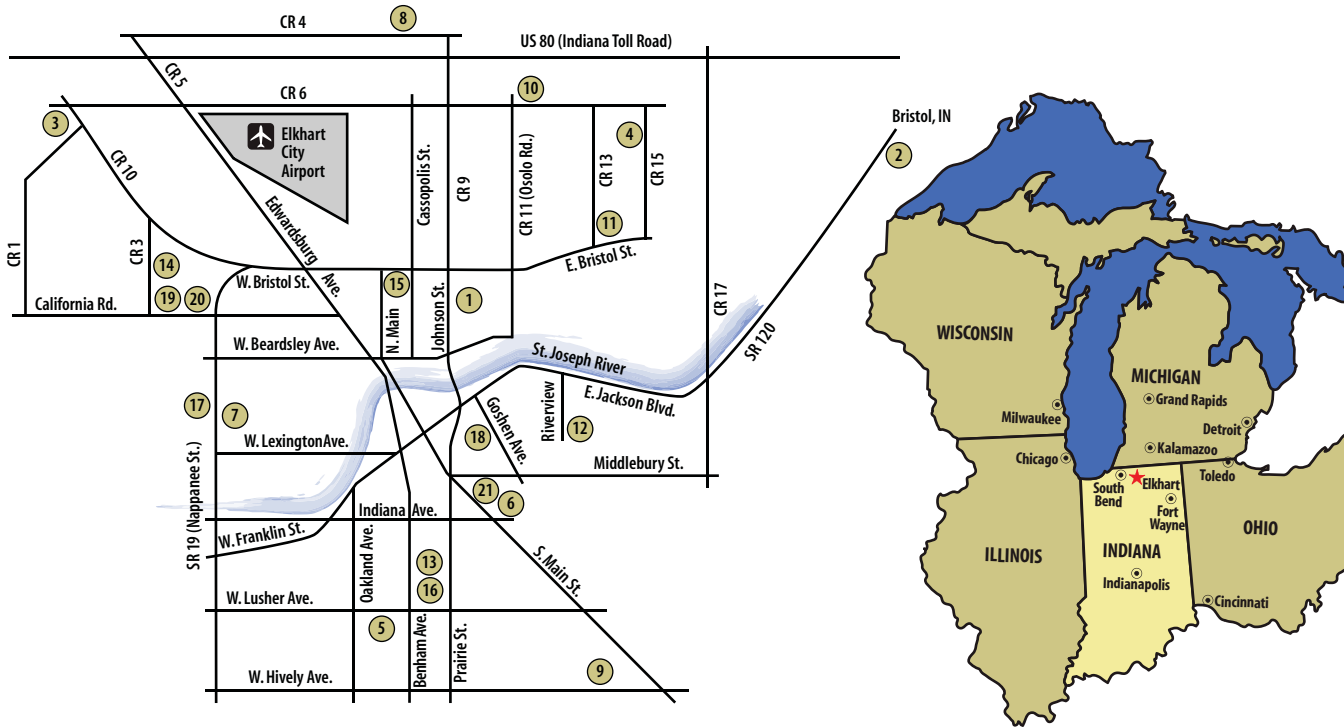 CR 4
8
US 80 (Indiana Toll Road)
CR 5
CR 6
10
3
Elkhart
City
Airport
4
Bristol, IN
2
CR 10
Cassopolis St.
CR 9
CR 11 (Osolo Rd.)
CR 13
CR 15
11
CR 1
CR 3
14
Edwardsburg
Ave.
E. Bristol St.
W. Bristol St.
15
19
20
California Rd.
N. Main
Johnson St.
1
CR 17
SR 120
W. Beardsley Ave.
St. Joseph River
E. Jackson Blvd.
17
7
Goshen Ave.
Riverview
12
W. Lexington Ave.
18
Middlebury St.
SR 19 (Nappanee St.)
21
6
Indiana Ave.
W. Franklin St.
Oakland Ave.
13
16
S. Main St.
W. Lusher Ave.
5
Benham Ave.
Prairie St.
W. Hively Ave.
9
WISCONSIN
MICHIGAN
Grand Rapids
Milwaukee
Detroit
Kalamazoo
Chicago
Toledo
South
Bend
Elkhart
Fort
Wayne
OHIO
ILLINOIS
INDIANA
Indianapolis
Cincinnati